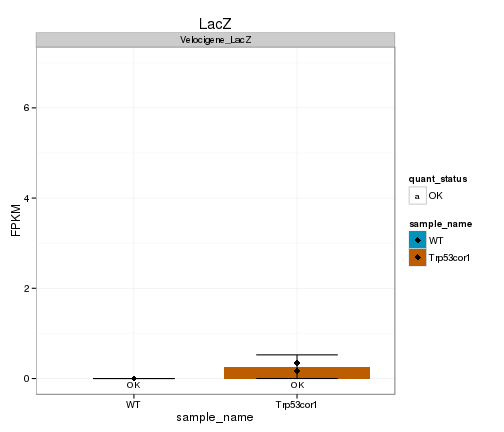 LacZ
Velocigene_LacZ
6
4
2
0
FPKM
OK
OK
WT
Trp53cor1
sample_name
quant_status
a OK
sample_name
WT
Trp53cor1